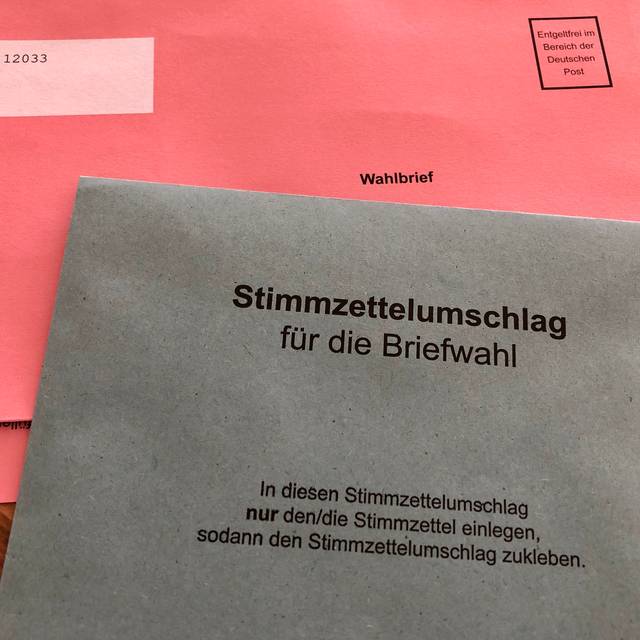 12033
Entgeltfrei im
Bereich der
Deutschen
Post
Wahlbrief
Stimmzettelumschlag
für die Briefwahl
In diesen Stimmzettelumschlag
nur den/die Stimmzettel einlegen,
sodann den Stimmzettelumschlag zukleben.